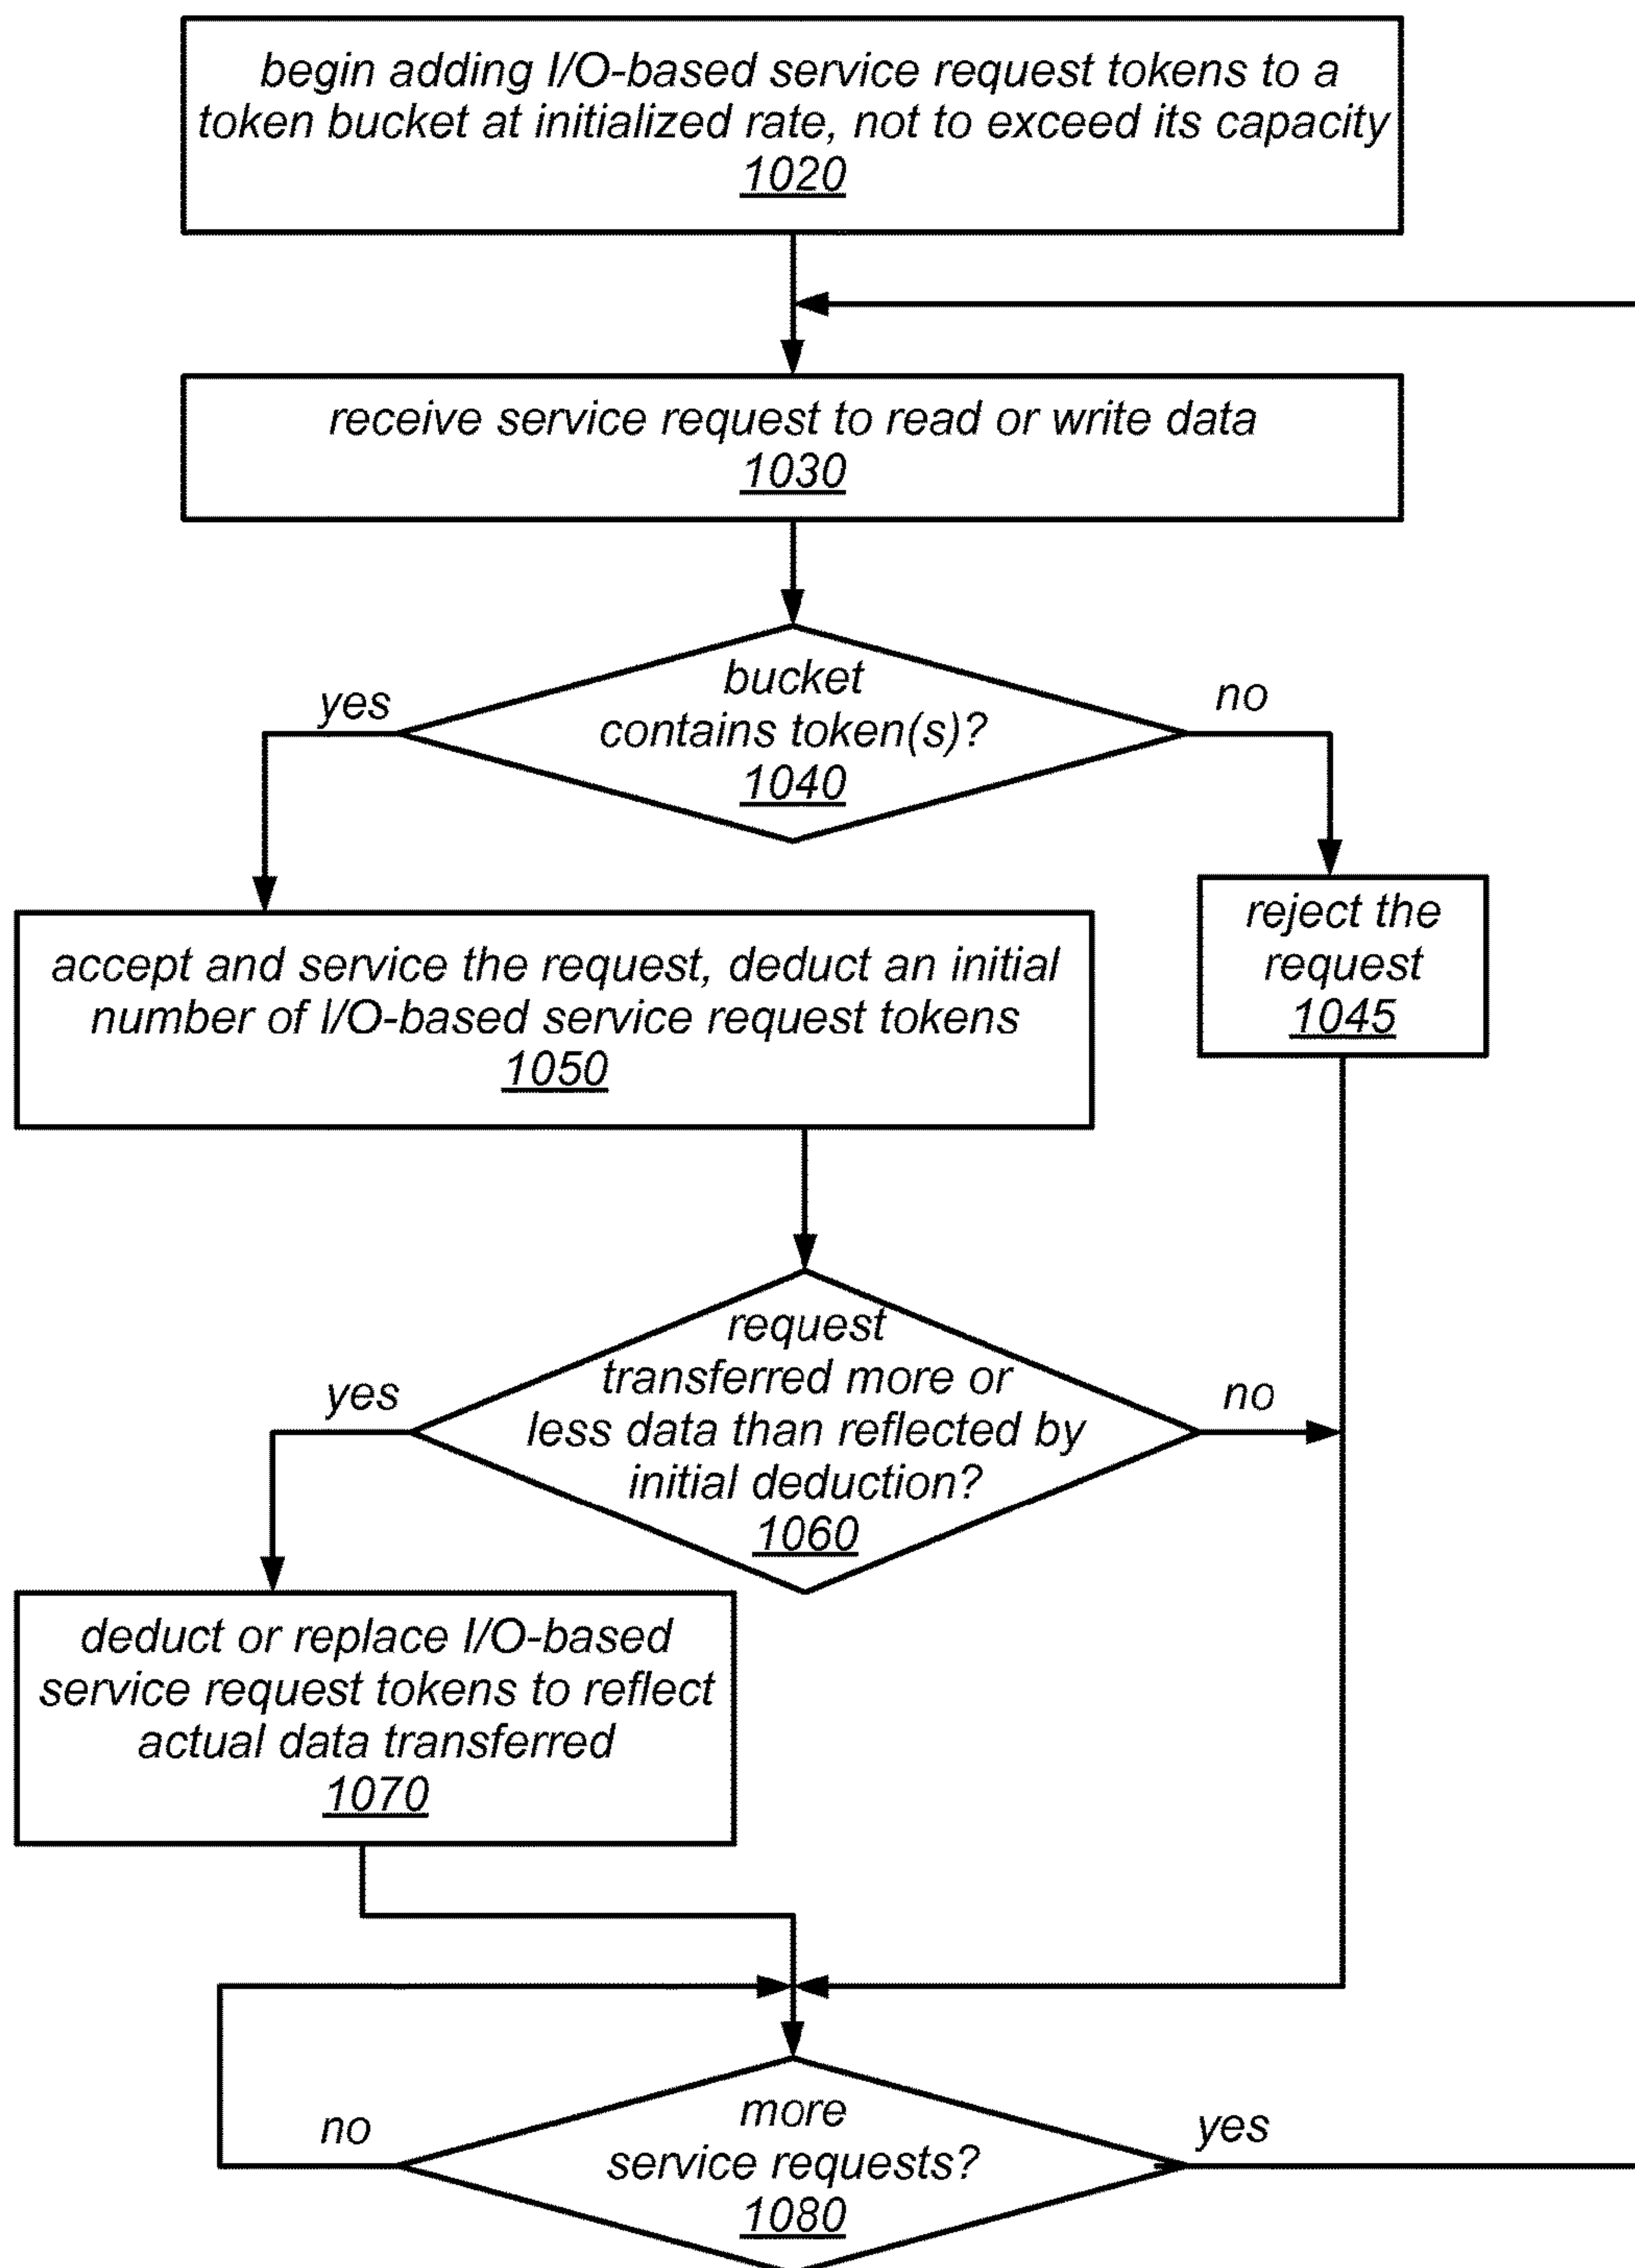 begin adding I/O-based service request tokens to a
token bucket at initialized rate, not to exceed its capacity
1020
receive service request to read or write data
1030
bucket
contains token(s)?
1040
yes
no
reject the
request
1045
accept and service the request, deduct an initial
number of I/O-based service request tokens
1050
request
transferred more or
less data than reflected by
initial deduction?
1060
yes
no
deduct or replace I/O-based
service request tokens to reflect
actual data transferred
1070
more
service requests?
1080
no
yes